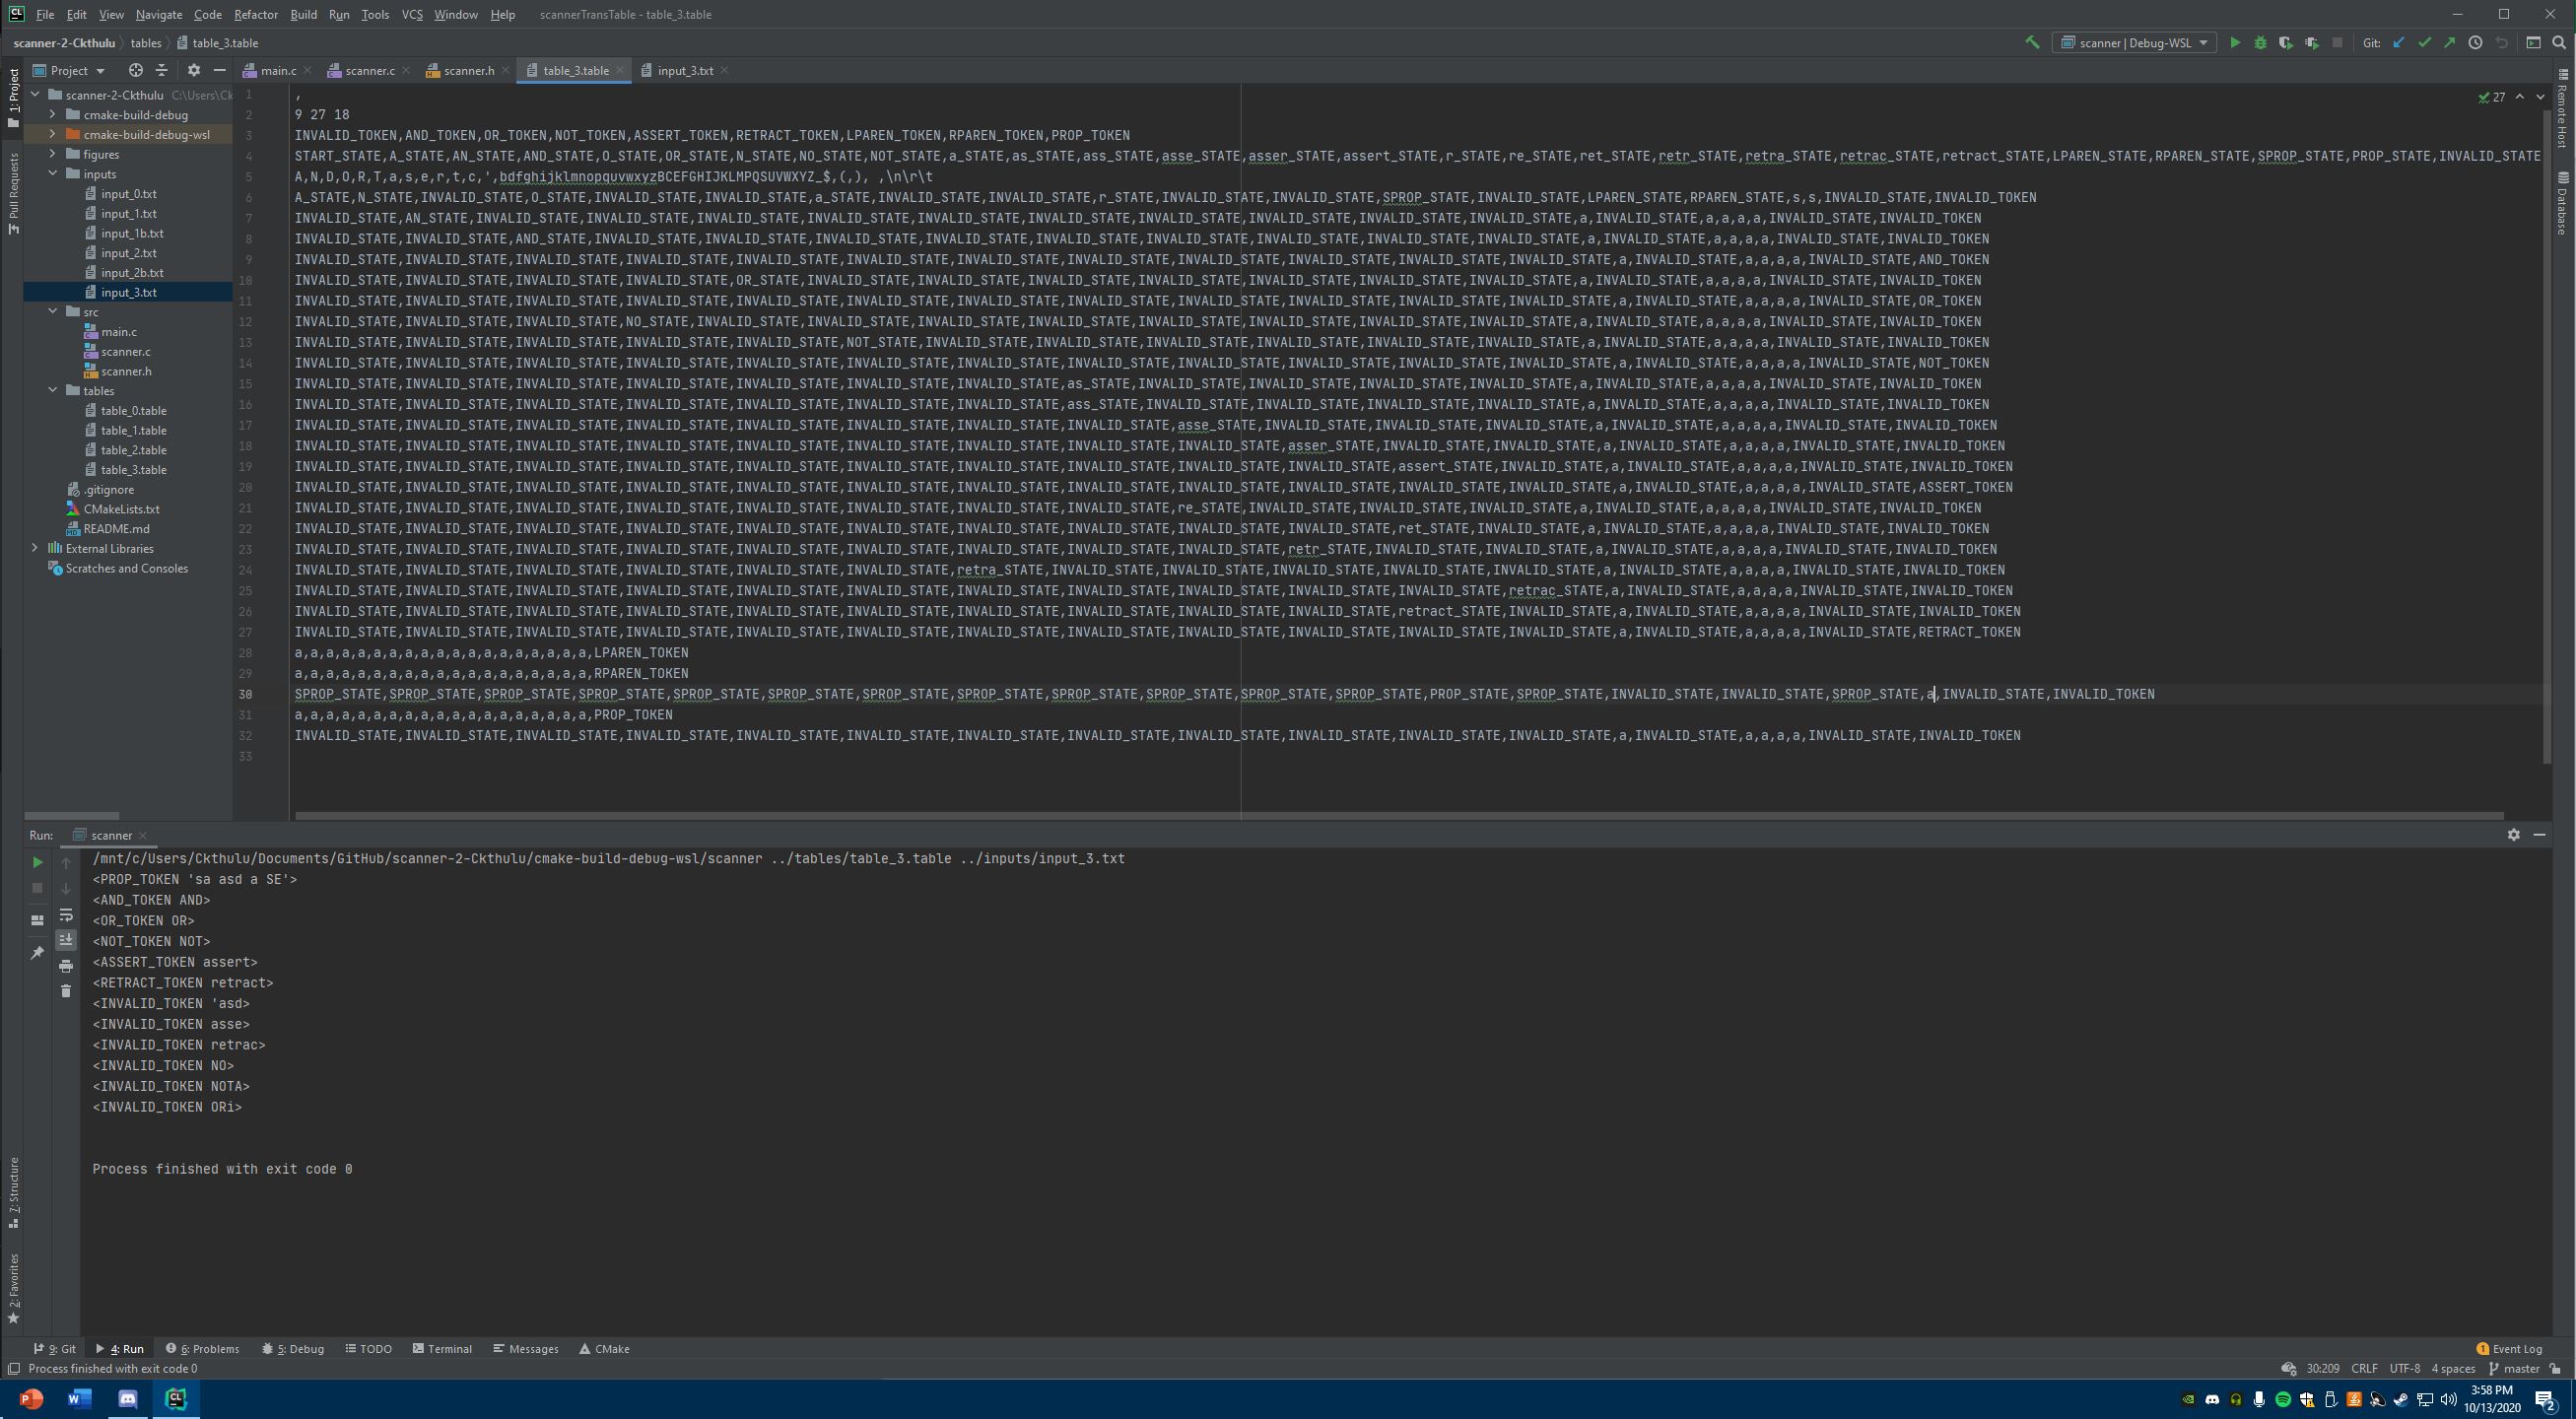 File Edit View Navigate Code Refactor Build Run Tools VCS Window Help scannerTransTable - table_3.table
scanner-2-Ckthulu tables table_3.table scanner | Debug-WSL Git:
Project main.c scanner.c scanner.h table_3.table input_3.txt
1: Project
Pull Requests
Remote Host
Database
scanner-2-Ckthulu C:\Users\Ck
cmake-build-debug
cmake-build-debug-wsl
figures
inputs
input_0.txt
input_1.txt
input_1b.txt
input_2.txt
input_2b.txt
input_3.txt
src
main.c
scanner.c
scanner.h
tables
table_0.table
table_1.table
table_2.table
table_3.table
.gitignore
CMakeLists.txt
README.md
External Libraries
Scratches and Consoles
27
1 ,
2 9 27 18
3 INVALID_TOKEN,AND_TOKEN,OR_TOKEN,NOT_TOKEN,ASSERT_TOKEN,RETRACT_TOKEN,LPAREN_TOKEN,RPAREN_TOKEN,PROP_TOKEN
4 START_STATE,A_STATE,AN_STATE,AND_STATE,O_STATE,OR_STATE,N_STATE,NO_STATE,NOT_STATE,a_STATE,as_STATE,ass_STATE,asse_STATE,asser_STATE,assert_STATE,r_STATE,re_STATE,ret_STATE,retr_STATE,retra_STATE,retrac_STATE,retract_STATE,LPAREN_STATE,RPAREN_STATE,SPROP_STATE,PROP_STATE,INVALID_STATE
5 A,N,D,O,R,T,a,s,e,r,t,c,',bdfghijklmnopquvwxyzBCEFGHIJKLMPQSUVWXYZ_$,(,), ,\n\r\t
6 A_STATE,N_STATE,INVALID_STATE,O_STATE,INVALID_STATE,INVALID_STATE,a_STATE,INVALID_STATE,INVALID_STATE,r_STATE,INVALID_STATE,INVALID_STATE,SPROP_STATE,INVALID_STATE,LPAREN_STATE,RPAREN_STATE,s,s,INVALID_STATE,INVALID_TOKEN
7 INVALID_STATE,AN_STATE,INVALID_STATE,INVALID_STATE,INVALID_STATE,INVALID_STATE,INVALID_STATE,INVALID_STATE,INVALID_STATE,INVALID_STATE,INVALID_STATE,INVALID_STATE,a,INVALID_STATE,a,a,a,a,INVALID_STATE,INVALID_TOKEN
8 INVALID_STATE,INVALID_STATE,AND_STATE,INVALID_STATE,INVALID_STATE,INVALID_STATE,INVALID_STATE,INVALID_STATE,INVALID_STATE,INVALID_STATE,INVALID_STATE,INVALID_STATE,a,INVALID_STATE,a,a,a,a,INVALID_STATE,INVALID_TOKEN
9 INVALID_STATE,INVALID_STATE,INVALID_STATE,INVALID_STATE,INVALID_STATE,INVALID_STATE,INVALID_STATE,INVALID_STATE,INVALID_STATE,INVALID_STATE,INVALID_STATE,INVALID_STATE,a,INVALID_STATE,a,a,a,a,INVALID_STATE,AND_TOKEN
10 INVALID_STATE,INVALID_STATE,INVALID_STATE,INVALID_STATE,OR_STATE,INVALID_STATE,INVALID_STATE,INVALID_STATE,INVALID_STATE,INVALID_STATE,INVALID_STATE,INVALID_STATE,a,INVALID_STATE,a,a,a,a,INVALID_STATE,INVALID_TOKEN
11 INVALID_STATE,INVALID_STATE,INVALID_STATE,INVALID_STATE,INVALID_STATE,INVALID_STATE,INVALID_STATE,INVALID_STATE,INVALID_STATE,INVALID_STATE,INVALID_STATE,INVALID_STATE,a,INVALID_STATE,a,a,a,a,INVALID_STATE,OR_TOKEN
12 INVALID_STATE,INVALID_STATE,INVALID_STATE,NO_STATE,INVALID_STATE,INVALID_STATE,INVALID_STATE,INVALID_STATE,INVALID_STATE,INVALID_STATE,INVALID_STATE,INVALID_STATE,a,INVALID_STATE,a,a,a,a,INVALID_STATE,INVALID_TOKEN
13 INVALID_STATE,INVALID_STATE,INVALID_STATE,INVALID_STATE,INVALID_STATE,NOT_STATE,INVALID_STATE,INVALID_STATE,INVALID_STATE,INVALID_STATE,INVALID_STATE,INVALID_STATE,a,INVALID_STATE,a,a,a,a,INVALID_STATE,INVALID_TOKEN
14 INVALID_STATE,INVALID_STATE,INVALID_STATE,INVALID_STATE,INVALID_STATE,INVALID_STATE,INVALID_STATE,INVALID_STATE,INVALID_STATE,INVALID_STATE,INVALID_STATE,INVALID_STATE,a,INVALID_STATE,a,a,a,a,INVALID_STATE,NOT_TOKEN
15 INVALID_STATE,INVALID_STATE,INVALID_STATE,INVALID_STATE,INVALID_STATE,INVALID_STATE,INVALID_STATE,as_STATE,INVALID_STATE,INVALID_STATE,INVALID_STATE,INVALID_STATE,a,INVALID_STATE,a,a,a,a,INVALID_STATE,INVALID_TOKEN
16 INVALID_STATE,INVALID_STATE,INVALID_STATE,INVALID_STATE,INVALID_STATE,INVALID_STATE,INVALID_STATE,ass_STATE,INVALID_STATE,INVALID_STATE,INVALID_STATE,INVALID_STATE,a,INVALID_STATE,a,a,a,a,INVALID_STATE,INVALID_TOKEN
17 INVALID_STATE,INVALID_STATE,INVALID_STATE,INVALID_STATE,INVALID_STATE,INVALID_STATE,INVALID_STATE,INVALID_STATE,asse_STATE,INVALID_STATE,INVALID_STATE,INVALID_STATE,a,INVALID_STATE,a,a,a,a,INVALID_STATE,INVALID_TOKEN
18 INVALID_STATE,INVALID_STATE,INVALID_STATE,INVALID_STATE,INVALID_STATE,INVALID_STATE,INVALID_STATE,INVALID_STATE,INVALID_STATE,asser_STATE,INVALID_STATE,INVALID_STATE,a,INVALID_STATE,a,a,a,a,INVALID_STATE,INVALID_TOKEN
19 INVALID_STATE,INVALID_STATE,INVALID_STATE,INVALID_STATE,INVALID_STATE,INVALID_STATE,INVALID_STATE,INVALID_STATE,INVALID_STATE,INVALID_STATE,assert_STATE,INVALID_STATE,a,INVALID_STATE,a,a,a,a,INVALID_STATE,INVALID_TOKEN
20 INVALID_STATE,INVALID_STATE,INVALID_STATE,INVALID_STATE,INVALID_STATE,INVALID_STATE,INVALID_STATE,INVALID_STATE,INVALID_STATE,INVALID_STATE,INVALID_STATE,INVALID_STATE,a,INVALID_STATE,a,a,a,a,INVALID_STATE,ASSERT_TOKEN
21 INVALID_STATE,INVALID_STATE,INVALID_STATE,INVALID_STATE,INVALID_STATE,INVALID_STATE,INVALID_STATE,INVALID_STATE,re_STATE,INVALID_STATE,INVALID_STATE,INVALID_STATE,a,INVALID_STATE,a,a,a,a,INVALID_STATE,INVALID_TOKEN
22 INVALID_STATE,INVALID_STATE,INVALID_STATE,INVALID_STATE,INVALID_STATE,INVALID_STATE,INVALID_STATE,INVALID_STATE,INVALID_STATE,INVALID_STATE,ret_STATE,INVALID_STATE,a,INVALID_STATE,a,a,a,a,INVALID_STATE,INVALID_TOKEN
23 INVALID_STATE,INVALID_STATE,INVALID_STATE,INVALID_STATE,INVALID_STATE,INVALID_STATE,INVALID_STATE,INVALID_STATE,INVALID_STATE,retr_STATE,INVALID_STATE,INVALID_STATE,a,INVALID_STATE,a,a,a,a,INVALID_STATE,INVALID_TOKEN
24 INVALID_STATE,INVALID_STATE,INVALID_STATE,INVALID_STATE,INVALID_STATE,INVALID_STATE,retra_STATE,INVALID_STATE,INVALID_STATE,INVALID_STATE,INVALID_STATE,INVALID_STATE,a,INVALID_STATE,a,a,a,a,INVALID_STATE,INVALID_TOKEN
25 INVALID_STATE,INVALID_STATE,INVALID_STATE,INVALID_STATE,INVALID_STATE,INVALID_STATE,INVALID_STATE,INVALID_STATE,INVALID_STATE,INVALID_STATE,INVALID_STATE,retrac_STATE,a,INVALID_STATE,a,a,a,a,INVALID_STATE,INVALID_TOKEN
26 INVALID_STATE,INVALID_STATE,INVALID_STATE,INVALID_STATE,INVALID_STATE,INVALID_STATE,INVALID_STATE,INVALID_STATE,INVALID_STATE,INVALID_STATE,retract_STATE,INVALID_STATE,a,INVALID_STATE,a,a,a,a,INVALID_STATE,INVALID_TOKEN
27 INVALID_STATE,INVALID_STATE,INVALID_STATE,INVALID_STATE,INVALID_STATE,INVALID_STATE,INVALID_STATE,INVALID_STATE,INVALID_STATE,INVALID_STATE,INVALID_STATE,INVALID_STATE,a,INVALID_STATE,a,a,a,a,INVALID_STATE,RETRACT_TOKEN
28 a,a,a,a,a,a,a,a,a,a,a,a,a,a,a,a,a,a,a,LPAREN_TOKEN
29 a,a,a,a,a,a,a,a,a,a,a,a,a,a,a,a,a,a,a,RPAREN_TOKEN
30 SPROP_STATE,SPROP_STATE,SPROP_STATE,SPROP_STATE,SPROP_STATE,SPROP_STATE,SPROP_STATE,SPROP_STATE,SPROP_STATE,SPROP_STATE,SPROP_STATE,SPROP_STATE,PROP_STATE,SPROP_STATE,INVALID_STATE,INVALID_STATE,SPROP_STATE,a,INVALID_STATE,INVALID_TOKEN
31 a,a,a,a,a,a,a,a,a,a,a,a,a,a,a,a,a,a,a,PROP_TOKEN
32 INVALID_STATE,INVALID_STATE,INVALID_STATE,INVALID_STATE,INVALID_STATE,INVALID_STATE,INVALID_STATE,INVALID_STATE,INVALID_STATE,INVALID_STATE,INVALID_STATE,INVALID_STATE,a,INVALID_STATE,a,a,a,a,INVALID_STATE,INVALID_TOKEN
33
Run: scanner
/mnt/c/Users/Ckthulu/Documents/GitHub/scanner-2-Ckthulu/cmake-build-debug-wsl/scanner ../tables/table_3.table ../inputs/input_3.txt
<PROP_TOKEN 'sa asd a SE'>
<AND_TOKEN AND>
<OR_TOKEN OR>
<NOT_TOKEN NOT>
<ASSERT_TOKEN assert>
<RETRACT_TOKEN retract>
<INVALID_TOKEN 'asd>
<INVALID_TOKEN asse>
<INVALID_TOKEN retrac>
<INVALID_TOKEN NO>
<INVALID_TOKEN NOTA>
<INVALID_TOKEN ORi>
Process finished with exit code 0
7: Structure
2: Favorites
9: Git 4: Run 6: Problems 5: Debug TODO Terminal Messages CMake 1 Event Log
Process finished with exit code 0 30:209 CRLF UTF-8 4 spaces master
3:58 PM
10/13/2020
2